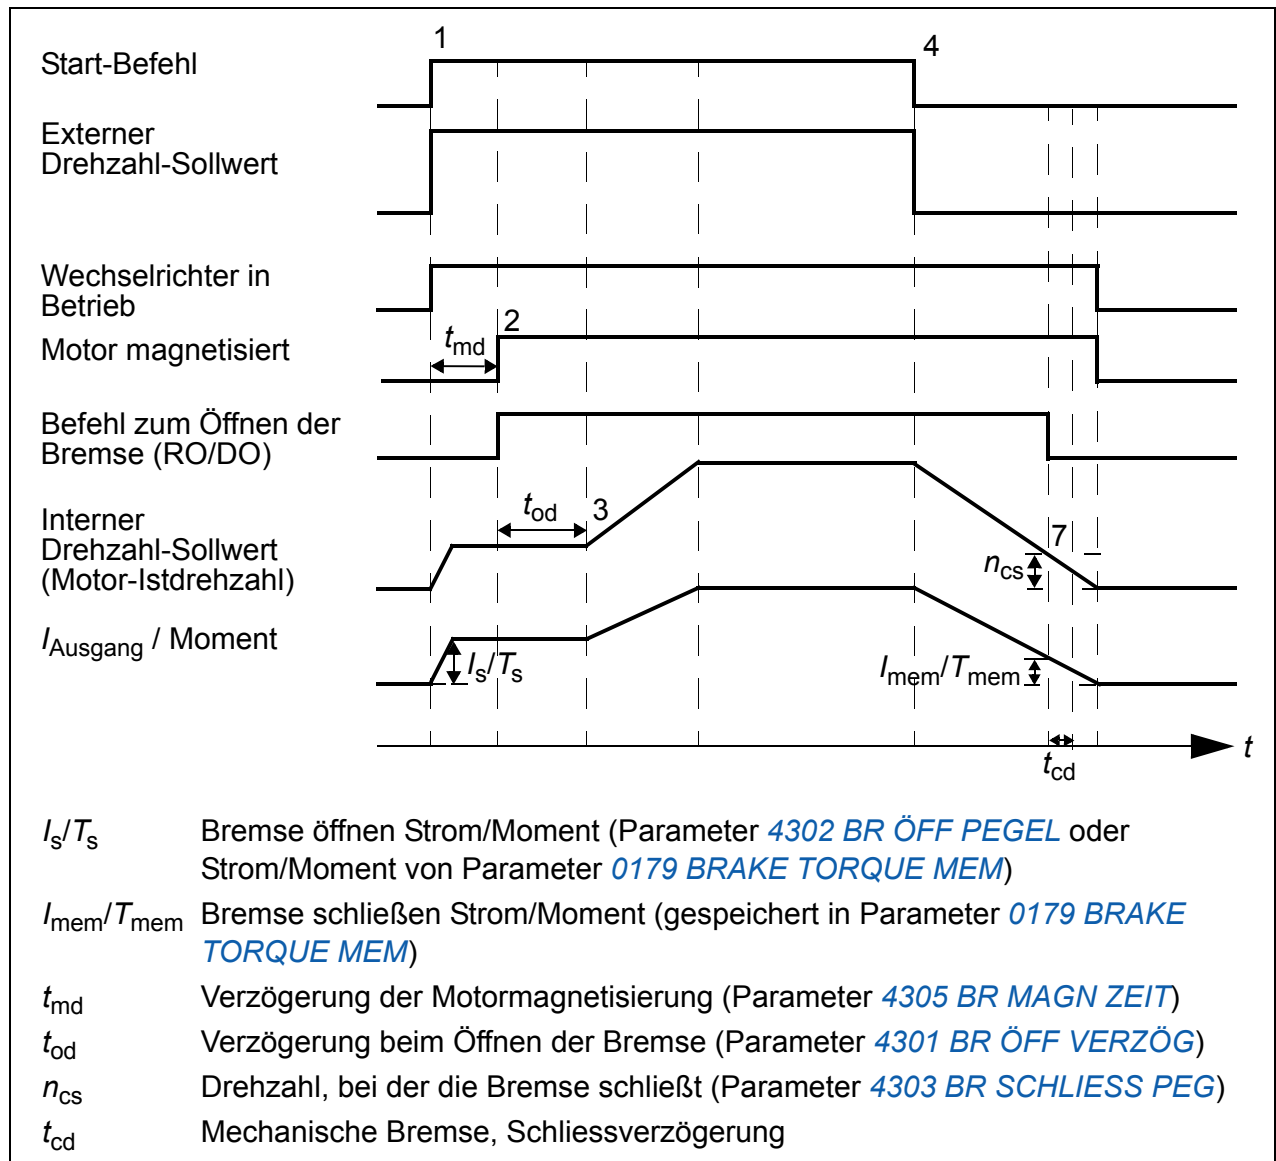 1
4
Start-Befehl
Externer
Drehzahl-Sollwert
Wechselrichter in
Betrieb
2
Motor magnetisiert
tmd
Befehl zum Öffnen der
Bremse (RO/DO)
tod
3
Interner
Drehzahl-Sollwert
(Motor-Istdrehzahl)
7
ncs
IAusgang / Moment
Is/Ts
Imem/Tmem
t
tcd
Is/Ts Bremse öffnen Strom/Moment (Parameter 4302 BR ÖFF PEGEL oder
Strom/Moment von Parameter 0179 BRAKE TORQUE MEM)
Imem/Tmem Bremse schließen Strom/Moment (gespeichert in Parameter 0179 BRAKE
TORQUE MEM)
tmd Verzögerung der Motormagnetisierung (Parameter 4305 BR MAGN ZEIT)
tod Verzögerung beim Öffnen der Bremse (Parameter 4301 BR ÖFF VERZÖG)
ncs Drehzahl, bei der die Bremse schließt (Parameter 4303 BR SCHLIESS PEG)
tcd Mechanische Bremse, Schliessverzögerung